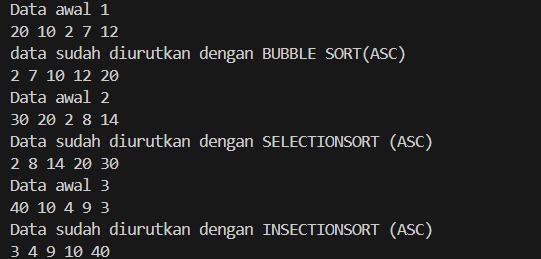 Data awal 1
20 10 2 7 12
data sudah diurutkan dengan BUBBLE SORT(ASC)
2 7 10 12 20
Data awal 2
30 20 2 8 14
Data sudah diurutkan dengan SELECTIONSORT (ASC)
2 8 14 20 30
Data awal 3
40 10 4 9 3
Data sudah diurutkan dengan INSECTIONSORT (ASC)
3 4 9 10 40